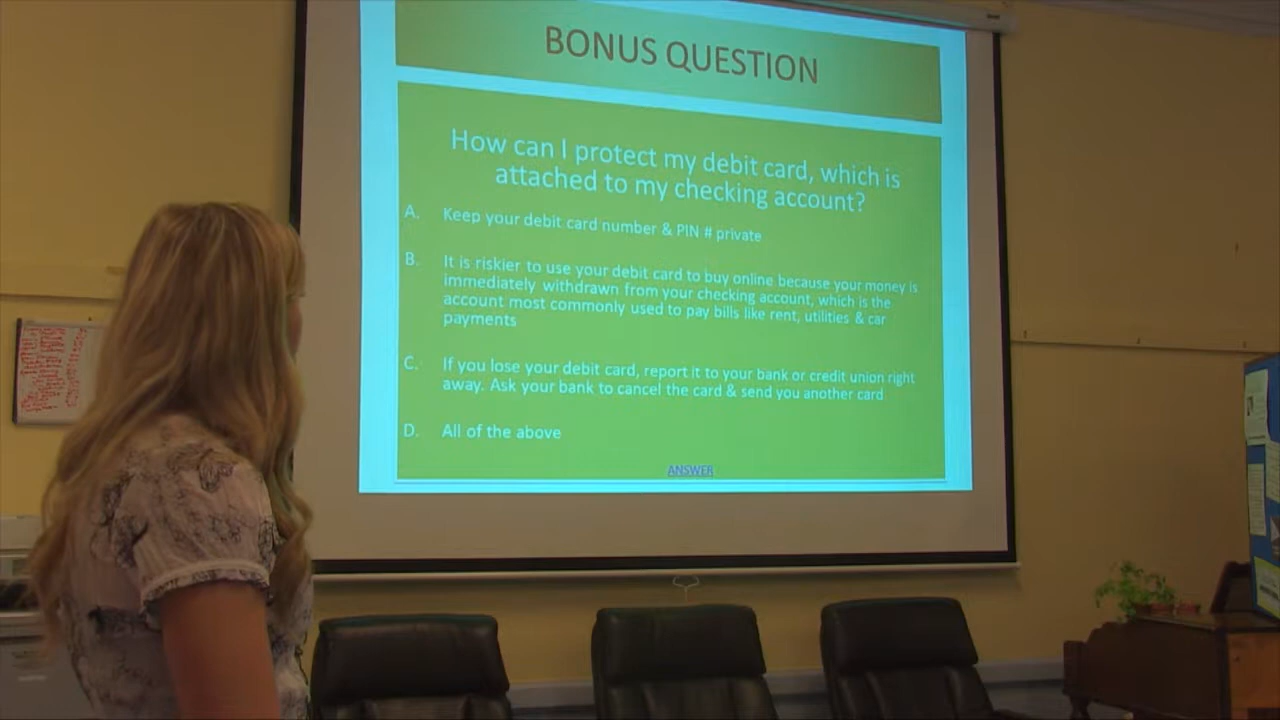 BONUS QUESTION
How can I protect my debit card, which is
attached to my checking account?
A. Keep your debit card number & PIN # private
B. It is riskier to use your debit card to buy online because your money is
immediately withdrawn from your checking account, which is the
account most commonly used to pay bills like rent, utilities & car
payments
C. If you lose your debit card, report it to your bank or credit union right
away. Ask your bank to cancel the card & send you another card
D. All of the above
ANSWER